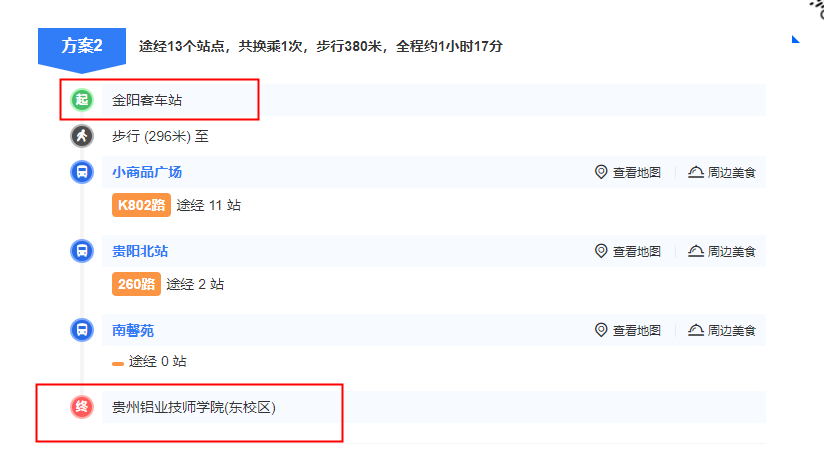 方案2
途经13个站点，共换乘1次，步行380米，全程约1小时17分
起 金阳客车站
步行 (296米) 至
小商品广场 查看地图 周边美食
K802路 途经 11 站
贵阳北站 查看地图 周边美食
260路 途经 2 站
南馨苑 查看地图 周边美食
途经 0 站
终 贵州铝业技师学院(东校区)